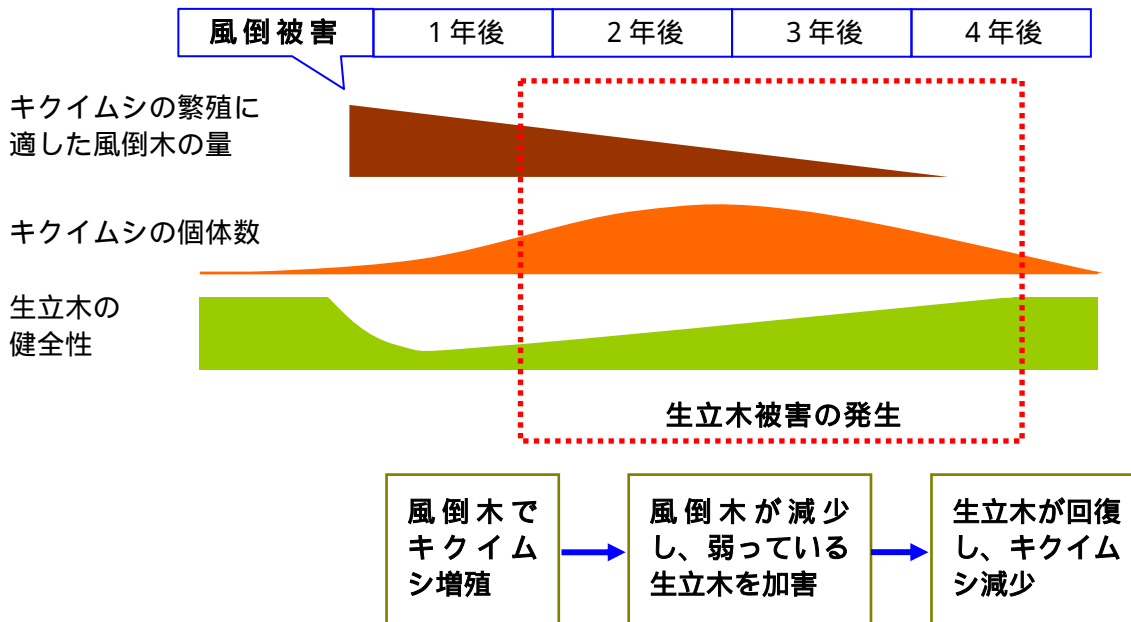 風倒被害 1年後 2年後 3年後 4年後
キクイムシの繁殖に
適した風倒木の量
キクイムシの個体数
生立木の
健全性
生立木被害の発生
風倒木で
キクイム
シ増殖
風倒木が減少
し、弱っている
生立木を加害
生立木が回復
し、キクイム
シ減少